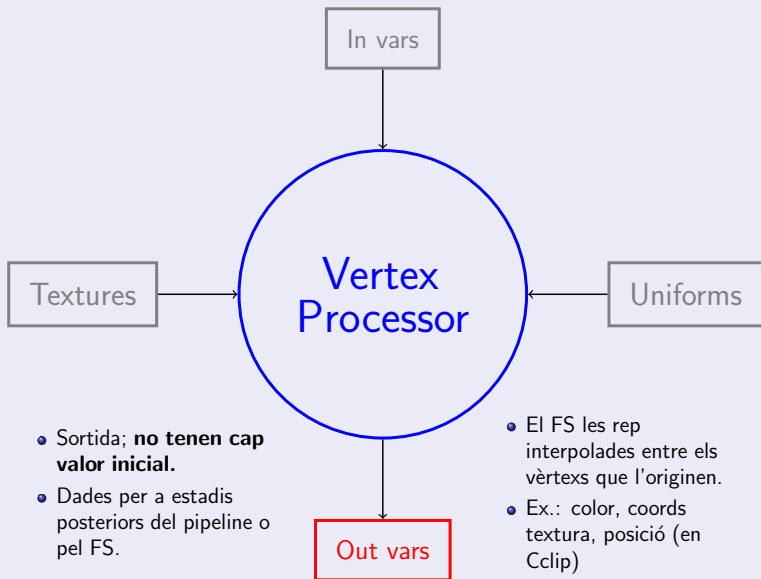 In vars
Textures
Vertex
Processor
Uniforms
Sortida; no tenen cap
valor inicial.
Dades per a estadis
posteriors del pipeline o
pel FS.
El FS les rep
interpolades entre els
vèrtexs que l'originen.
Ex.: color, coords
textura, posició (en
Cclip)
Out vars